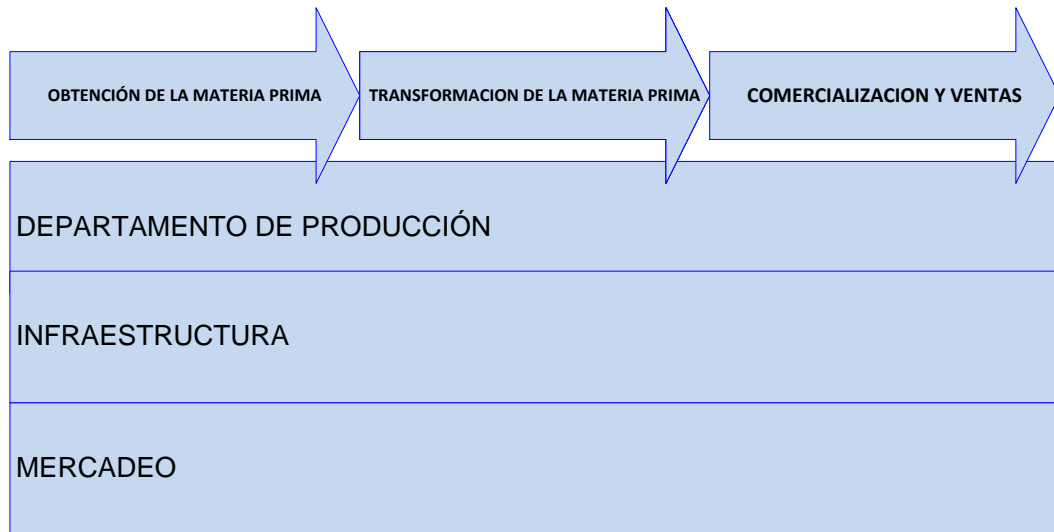 OBTENCIÓN DE LA MATERIA PRIMA
TRANSFORMACION DE LA MATERIA PRIMA
COMERCIALIZACION Y VENTAS
DEPARTAMENTO DE PRODUCCIÓN
INFRAESTRUCTURA
MERCADEO